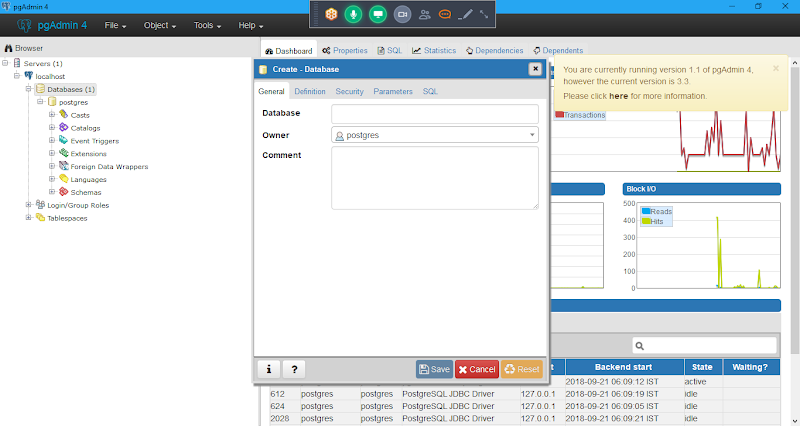 pgAdmin 4
pgAdmin 4 File Object Tools Help
Browser
Servers (1)
localhost
Databases (1)
postgres
Casts
Catalogs
Event Triggers
Extensions
Foreign Data Wrappers
Languages
Schemas
Login/Group Roles
Tablespaces
Dashboard Properties SQL Statistics Dependencies Dependents
Create - Database
General Definition Security Parameters SQL
Database
Owner postgres
Comment
i ? Save Cancel Reset
You are currently running version 1.1 of pgAdmin 4,
however the current version is 3.3.
Please click here for more information.
Transactions
Block I/O
500
400
300
200
100
0
Reads
Hits
Backend start State Waiting?
2018-09-21 06:09:12 IST active
612 postgres postgres PostgreSQL JDBC Driver 127.0.0.1 2018-09-21 06:09:19 IST idle
624 postgres postgres PostgreSQL JDBC Driver 127.0.0.1 2018-09-21 06:09:05 IST idle
2028 postgres postgres PostgreSQL JDBC Driver 127.0.0.1 2018-09-21 06:09:21 IST idle